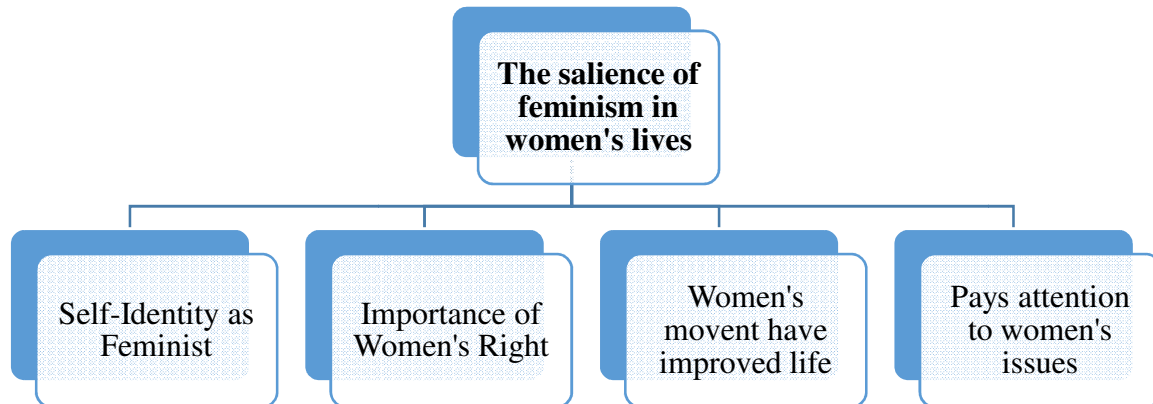 The salience of
feminism in
women's lives
Self-Identity as
Feminist
Importance of
Women's Right
Women's
movent have
improved life
Pays attention
to women's
issues